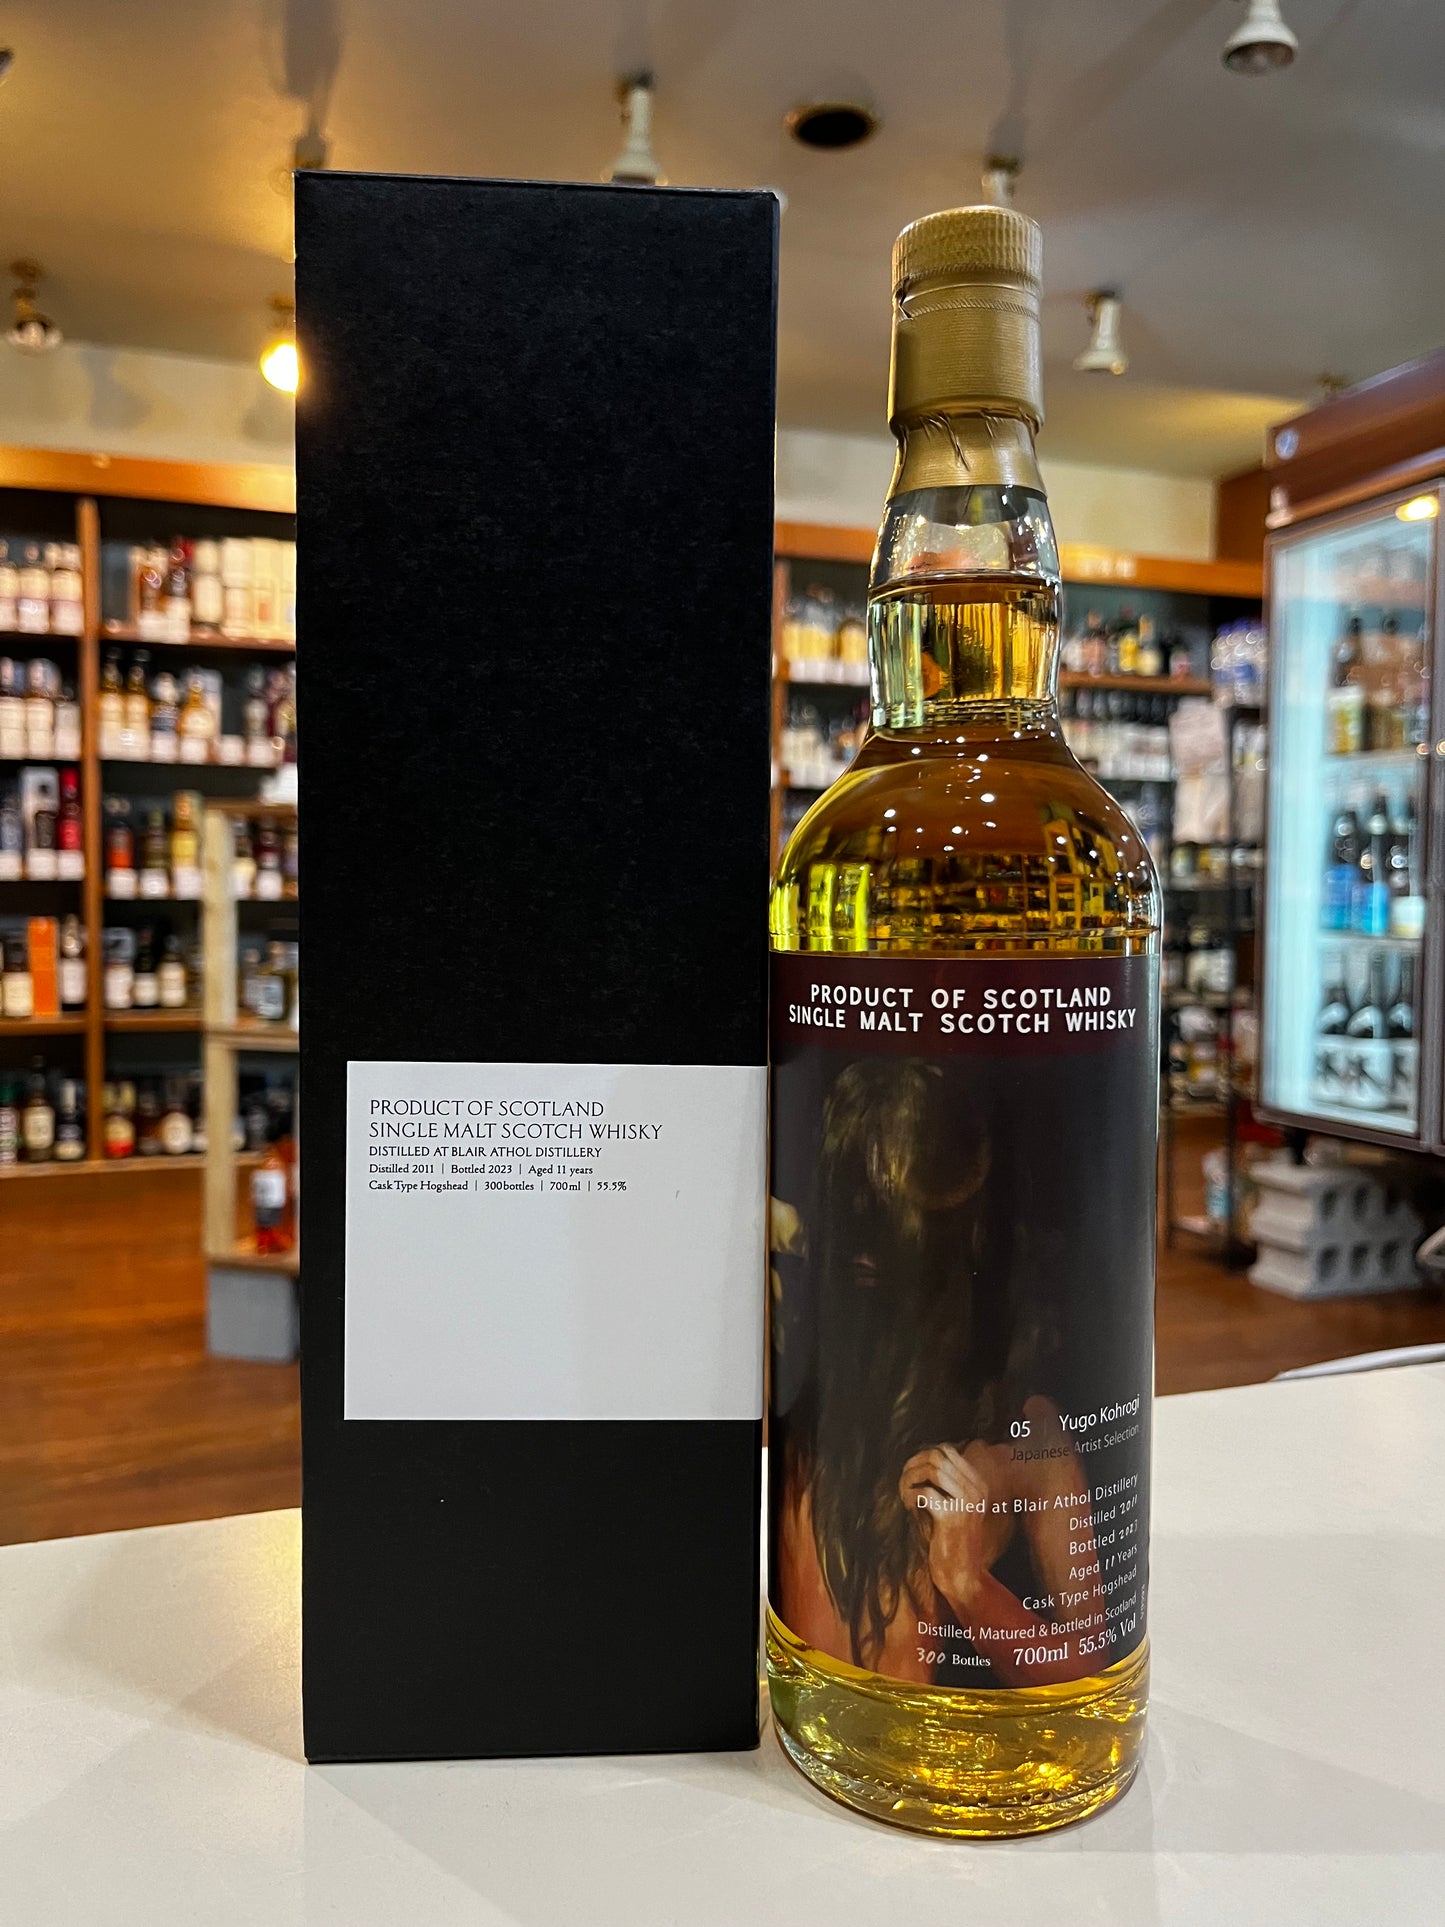 PRODUCT OF SCOTLAND
SINGLE MALT SCOTCH WHISKY
DISTILLED AT BLAIR ATHOL DISTILLERY
Distilled 2011 | Bottled 2023 | Aged 11 years
Cask Type Hogshead | 300bottles | 700ml | 55.5%
PRODUCT OF SCOTLAND
SINGLE MALT SCOTCH WHISKY
05 | Yugo Kohrogi
Japanese Artist Selection
Distilled at Blair Athol Distillery
Distilled 2011
Bottled 2023
Aged 11 Years
Cask Type Hogshead
Distilled, Matured & Bottled in Scotland
300 Bottles 700ml 55.5% Vol